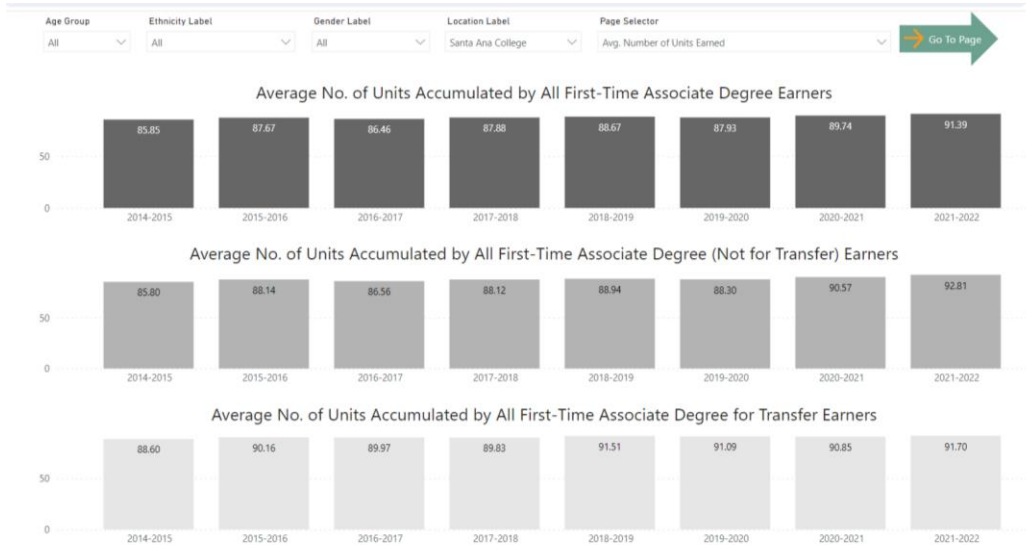 Age Group Ethnicity Label Gender Label Location Label Page Selector
All All All Santa Ana College Avg. Number of Units Earned Go To Page
Average No. of Units Accumulated by All First-Time Associate Degree Earners
85.85 87.67 86.46 87.88 88.67 87.93 89.74 91.39
50
0
2014-2015 2015-2016 2016-2017 2017-2018 2018-2019 2019-2020 2020-2021 2021-2022
Average No. of Units Accumulated by All First-Time Associate Degree (Not for Transfer) Earners
85.80 88.14 86.56 88.12 88.94 88.30 90.57 92.81
50
0
2014-2015 2015-2016 2016-2017 2017-2018 2018-2019 2019-2020 2020-2021 2021-2022
Average No. of Units Accumulated by All First-Time Associate Degree for Transfer Earners
88.60 90.16 89.97 89.83 91.51 91.09 90.85 91.70
50
0
2014-2015 2015-2016 2016-2017 2017-2018 2018-2019 2019-2020 2020-2021 2021-2022